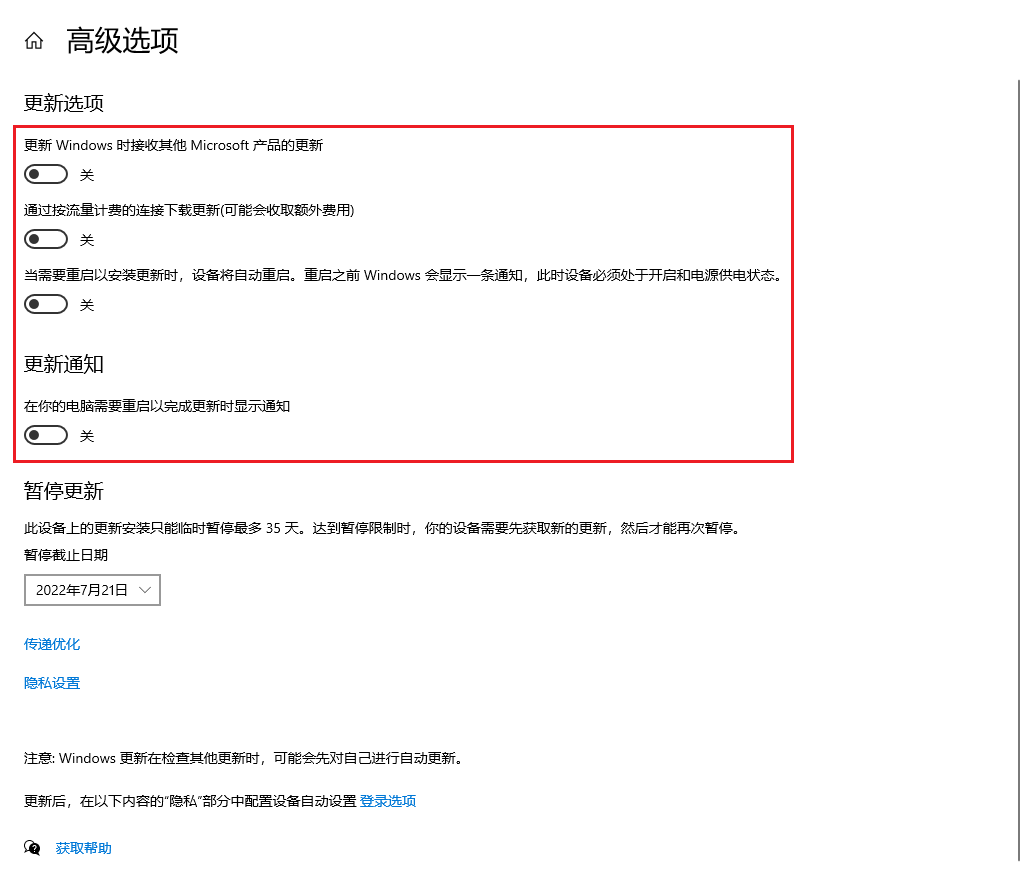 高级选项
更新选项
更新 Windows 时接收其他 Microsoft 产品的更新
关
通过按流量计费的连接下载更新(可能会收取额外费用)
关
当需要重启以安装更新时，设备将自动重启。重启之前 Windows 会显示一条通知，此时设备必须处于开启和电源供电状态。
关
更新通知
在你的电脑需要重启以完成更新时显示通知
关
暂停更新
此设备上的更新安装只能临时暂停最多 35 天。达到暂停限制时，你的设备需要先获取新的更新，然后才能再次暂停。
暂停截止日期
2022年7月21日
传递优化
隐私设置
注意: Windows 更新在检查其他更新时，可能会先对自己进行自动更新。
更新后，在以下内容的“隐私”部分中配置设备自动设置 登录选项
获取帮助